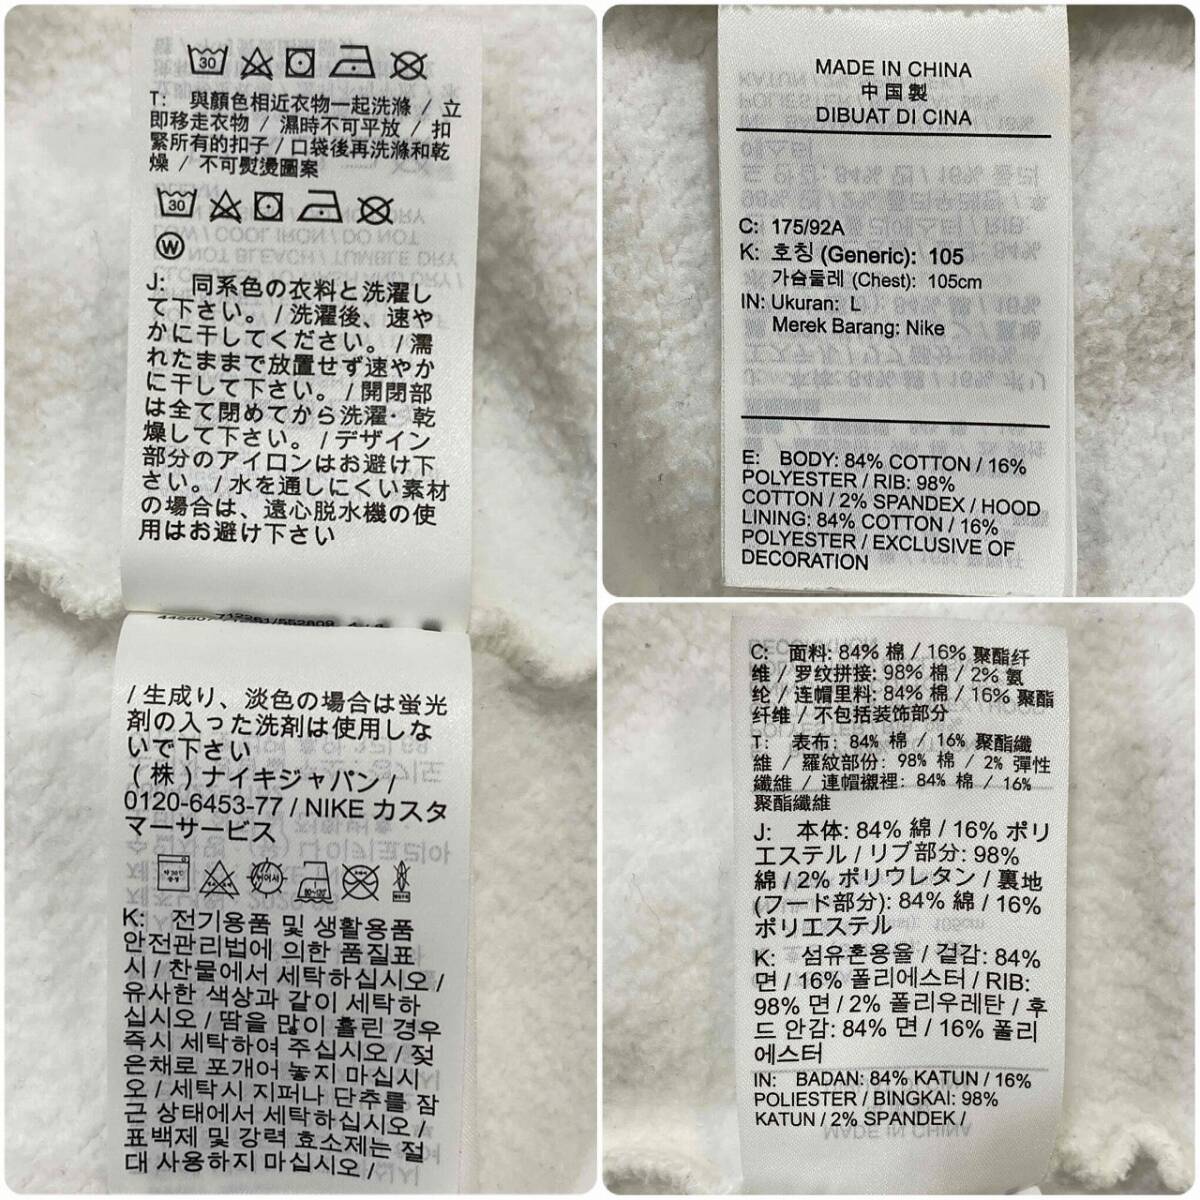 30
T: 與顏色相近衣物一起洗滌 / 立
即移走衣物 / 濕時不可平放 / 扣
緊所有的扣子 / 口袋後再洗滌和乾
燥 / 不可熨燙圖案
30
W
J: 同系色の衣料と洗濯し
て下さい。 / 洗濯後、速や
かに干してください。 / 濡
れたままで放置せず速やか
に干して下さい。 / 開閉部
は全て閉めてから洗濯・乾
燥して下さい。 / デザイン
部分のアイロンはお避け下
さい。 / 水を通しにくい素材
の場合は、遠心脱水機の使
用はお避け下さい
/ 生成り、淡色の場合は蛍光
剤の入った洗剤は使用しな
いで下さい
(株) ナイキジャパン /
0120-6453-77 / NIKE カスタ
マーサービス
K: 전기용품 및 생활용품
안전관리법에 의한 품질표
시 / 찬물에서 세탁하십시오 /
유사한 색상과 같이 세탁하
십시오 / 땀을 많이 흘린 경우
즉시 세탁하여 주십시오 / 젖
은채로 포개어 놓지 마십시
오 / 세탁시 지퍼나 단추를 잠
근 상태에서 세탁하십시오 /
표백제 및 강력 효소제는 절
대 사용하지 마십시오 /
MADE IN CHINA
中国製
DIBUAT DI CINA
C: 175/92A
K: 호칭 (Generic): 105
가슴둘레 (Chest): 105cm
IN: Ukuran: L
Merek Barang: Nike
E: BODY: 84% COTTON / 16%
POLYESTER / RIB: 98%
COTTON / 2% SPANDEX / HOOD
LINING: 84% COTTON / 16%
POLYESTER / EXCLUSIVE OF
DECORATION
C: 面料: 84% 棉 / 16% 聚酯纤
维 / 罗纹拼接: 98% 棉 / 2% 氨
纶 / 连帽里料: 84% 棉 / 16% 聚酯
纤维 / 不包括装饰部分
T: 表布: 84% 棉 / 16% 聚酯纖
維 / 羅紋部份: 98% 棉 / 2% 彈性
纖維 / 連帽襯裡: 84% 棉 / 16%
聚酯纖維
J: 本体: 84% 綿 / 16% ポリ
エステル / リブ部分: 98%
綿 / 2% ポリウレタン / 裏地
(フード部分): 84% 綿 / 16%
ポリエステル
K: 섬유혼용율 / 겉감: 84%
면 / 16% 폴리에스터 / RIB:
98% 면 / 2% 폴리우레탄 / 후
드 안감: 84% 면 / 16% 폴리
에스터
IN: BADAN: 84% KATUN / 16%
POLIESTER / BINGKAI: 98%
KATUN / 2% SPANDEK /